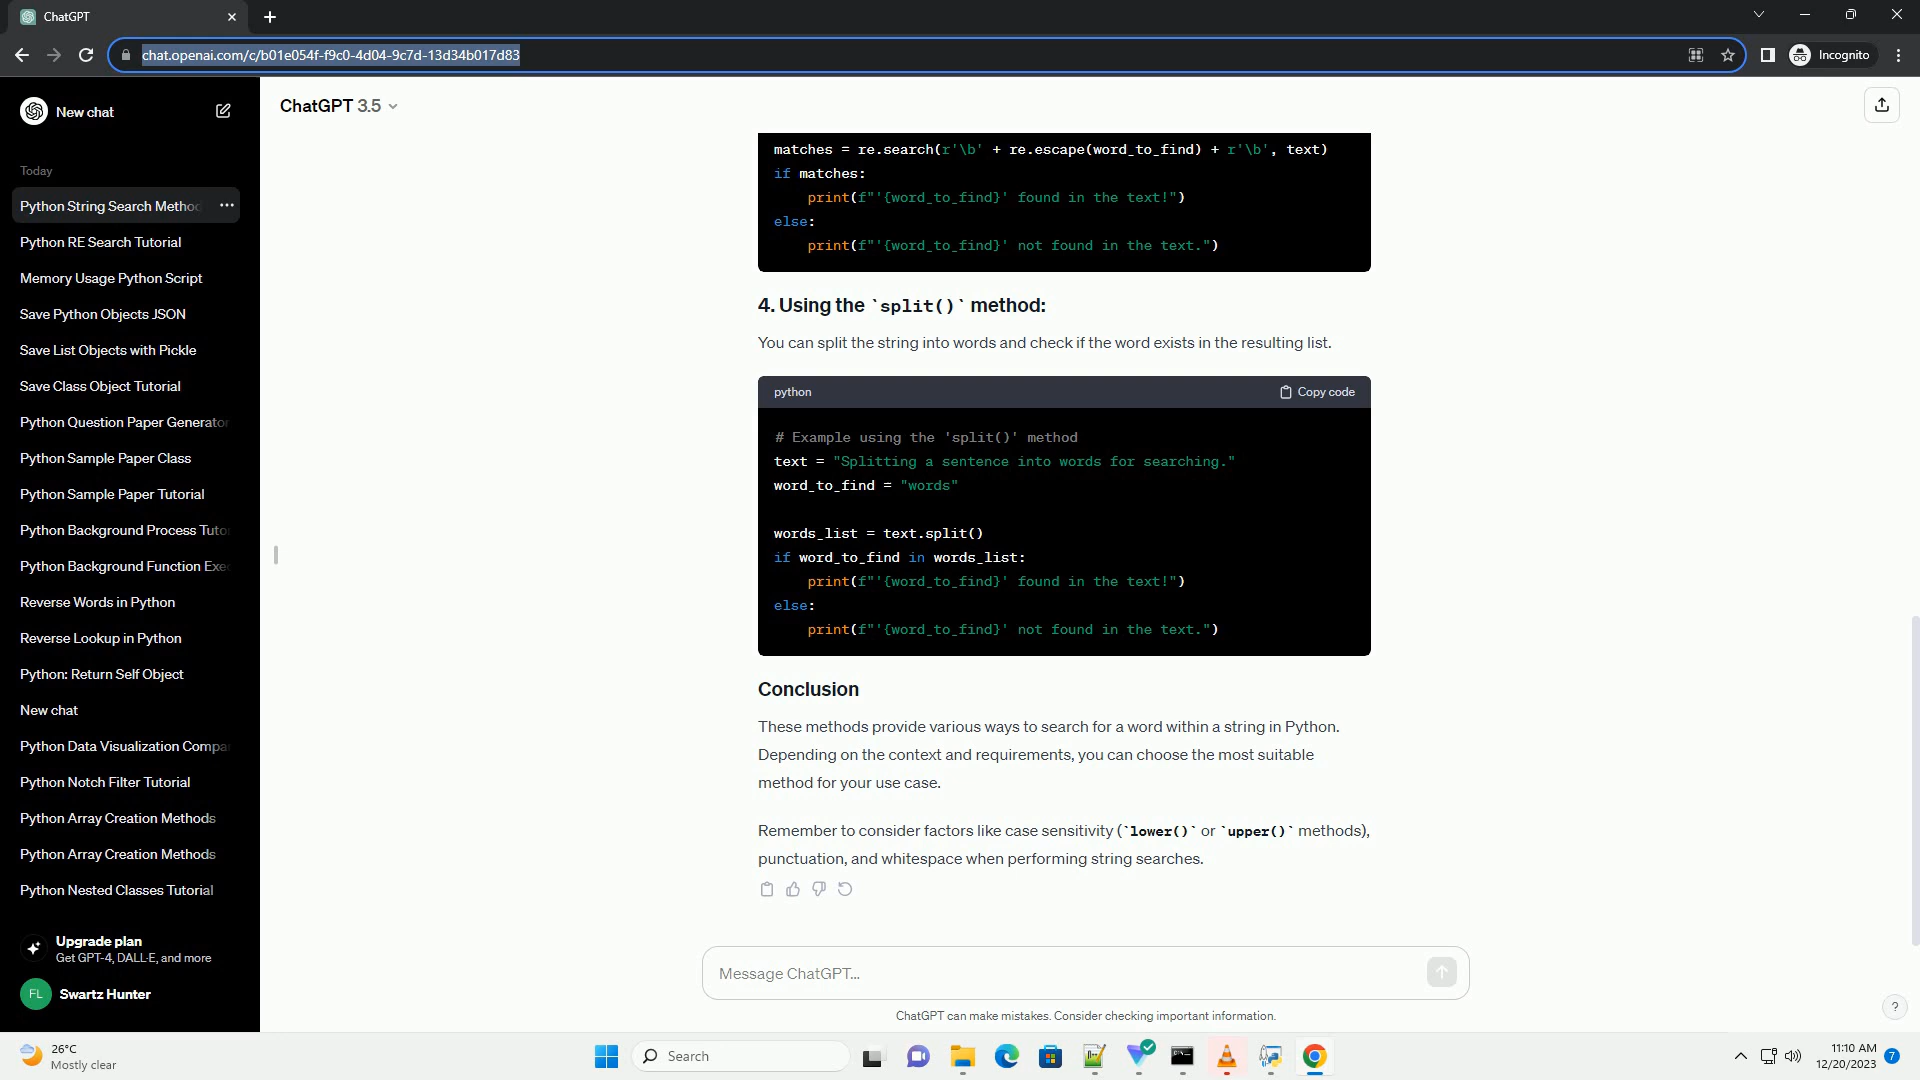 ChatGPT
chat.openai.com/c/b01e054f-f9c0-4d04-9c7d-13d34b017d83
Incognito
New chat
Today
Python String Search Method
Python RE Search Tutorial
Memory Usage Python Script
Save Python Objects JSON
Save List Objects with Pickle
Save Class Object Tutorial
Python Question Paper Generator
Python Sample Paper Class
Python Sample Paper Tutorial
Python Background Process Tuto
Python Background Function Exe
Reverse Words in Python
Reverse Lookup in Python
Python: Return Self Object
New chat
Python Data Visualization Compa
Python Notch Filter Tutorial
Python Array Creation Methods
Python Array Creation Methods
Python Nested Classes Tutorial
Upgrade plan
Get GPT-4, DALL·E, and more
FL Swartz Hunter
ChatGPT 3.5
matches = re.search(r'\b' + re.escape(word_to_find) + r'\b', text)
if matches:
    print(f"'{word_to_find}' found in the text!")
else:
    print(f"'{word_to_find}' not found in the text.")
4. Using the `split()` method:
You can split the string into words and check if the word exists in the resulting list.
python Copy code
# Example using the 'split()' method
text = "Splitting a sentence into words for searching."
word_to_find = "words"
words_list = text.split()
if word_to_find in words_list:
    print(f"'{word_to_find}' found in the text!")
else:
    print(f"'{word_to_find}' not found in the text.")
Conclusion
These methods provide various ways to search for a word within a string in Python.
Depending on the context and requirements, you can choose the most suitable
method for your use case.
Remember to consider factors like case sensitivity (`lower()` or `upper()` methods),
punctuation, and whitespace when performing string searches.
Message ChatGPT...
ChatGPT can make mistakes. Consider checking important information.
?
26°C
Mostly clear
Search
11:10 AM
12/20/2023
7